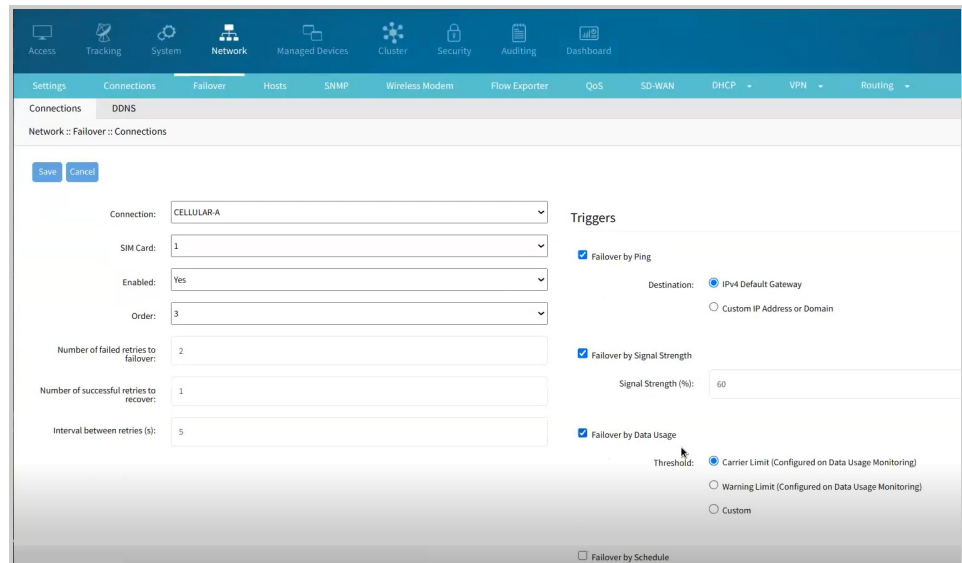 Access Tracking System Network Managed Devices Cluster Security Auditing Dashboard
Settings Connections Failover Hosts SNMP Wireless Modem Flow Exporter QoS SD-WAN DHCP VPN Routing
Connections DDNS
Network :: Failover :: Connections
Save Cancel
Connection: CELLULAR-A
SIM Card: 1
Enabled: Yes
Order: 3
Number of failed retries to
failover: 2
Number of successful retries to
recover: 1
Interval between retries (s): 5
Triggers
Failover by Ping
Destination: IPv4 Default Gateway
Custom IP Address or Domain
Failover by Signal Strength
Signal Strength (%): 60
Failover by Data Usage
Threshold: Carrier Limit (Configured on Data Usage Monitoring)
Warning Limit (Configured on Data Usage Monitoring)
Custom
Failover by Schedule